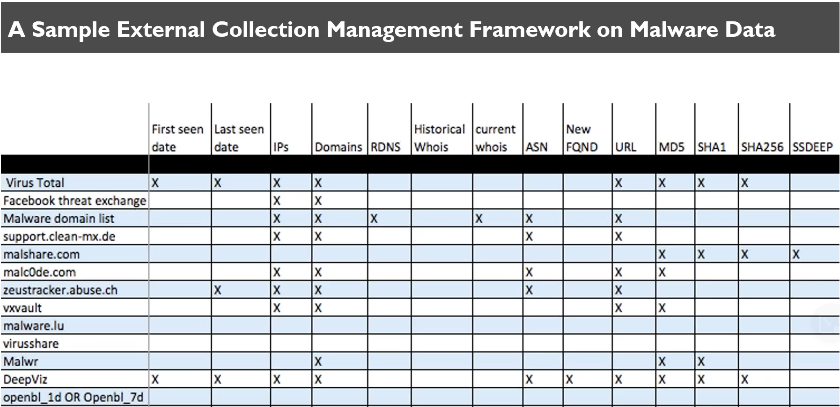 A Sample External Collection Management Framework on Malware Data
First seen date Last seen date IPs Domains RDNS Historical Whois current whois ASN New FQND URL MD5 SHA1 SHA256 SSDEEP
Virus Total X X X X X X X X
Facebook threat exchange X X
Malware domain list X X X X X X
support.clean-mx.de X X X X
malshare.com X X X X
malc0de.com X X X X X
zeustracker.abuse.ch X X X X X
vxvault X X X X
malware.lu
virusshare
Malwr X X X
DeepViz X X X X X X X X X X
openbl_1d OR Openbl_7d